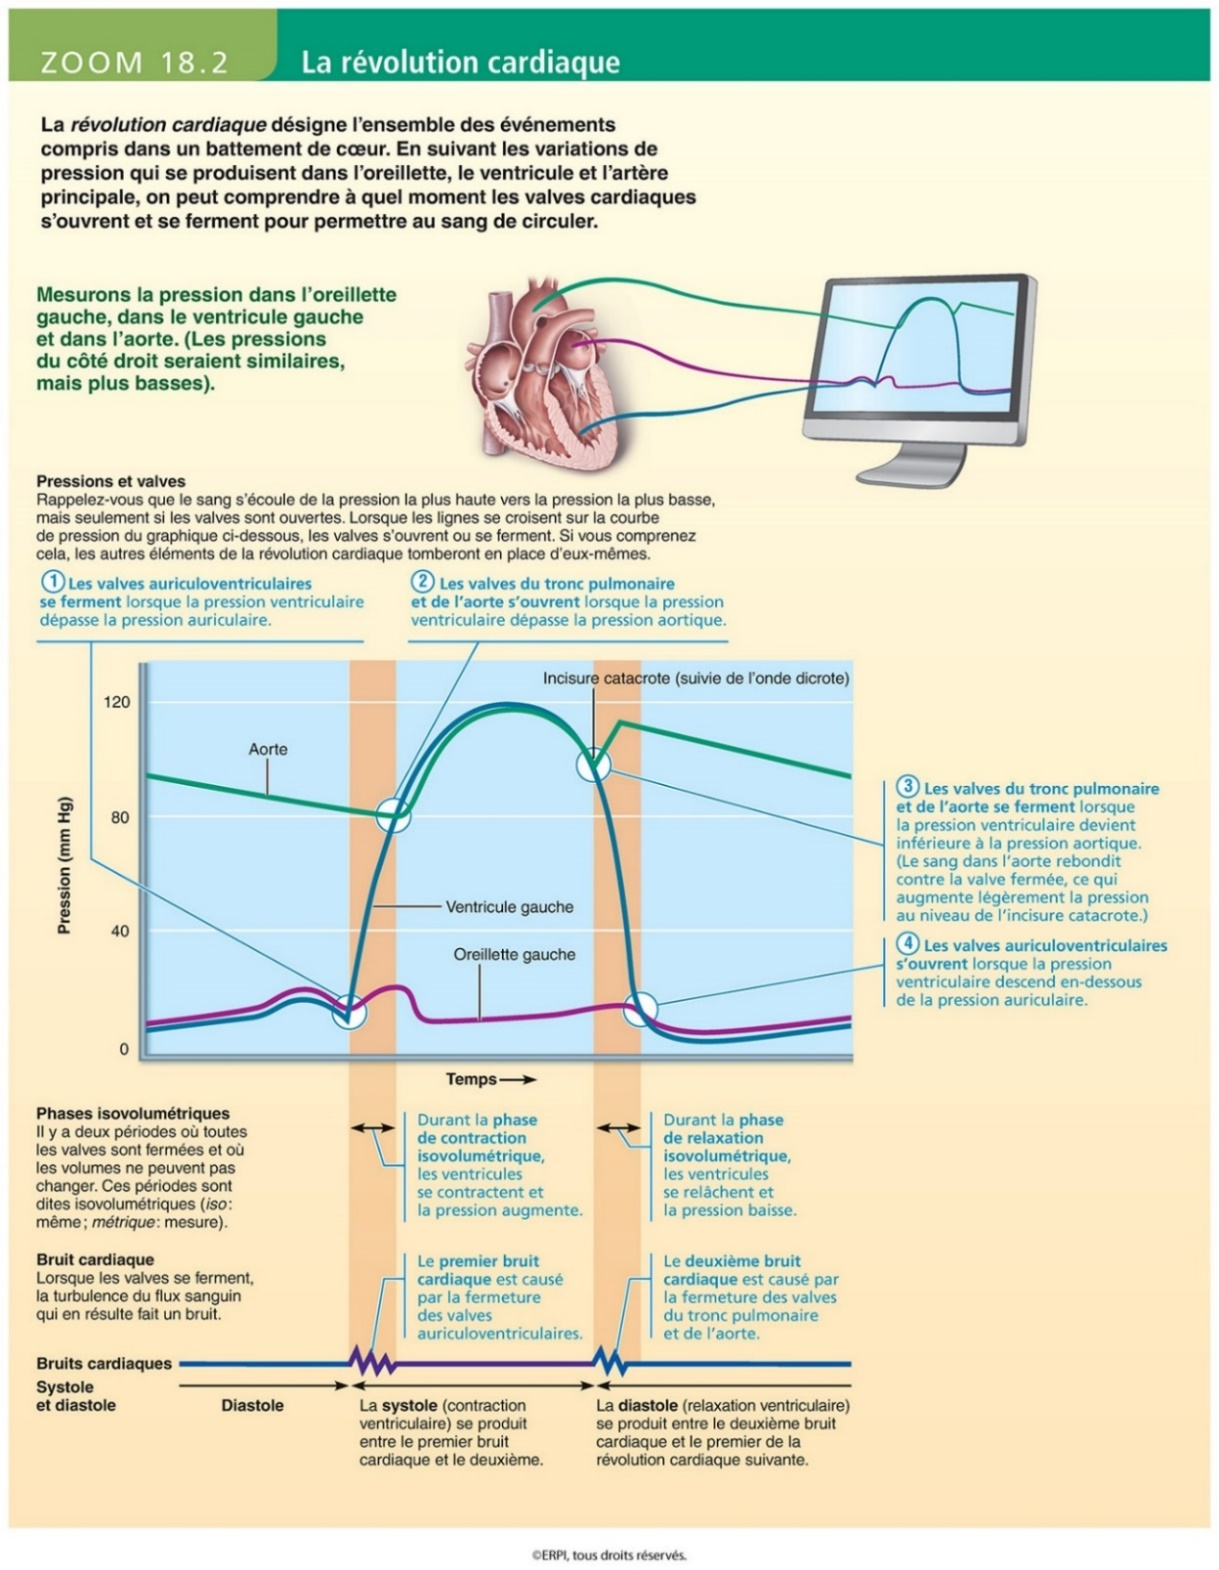 ZOOM 18.2
La révolution cardiaque
La révolution cardiaque désigne l'ensemble des événements
compris dans un battement de cœur. En suivant les variations de
pression qui se produisent dans l'oreillette, le ventricule et l'artère
principale, on peut comprendre à quel moment les valves cardiaques
s'ouvrent et se ferment pour permettre au sang de circuler.
Mesurons la pression dans l'oreillette
gauche, dans le ventricule gauche
et dans l'aorte. (Les pressions
du côté droit seraient similaires,
mais plus basses).
Pressions et valves
Rappelez-vous que le sang s'écoule de la pression la plus haute vers la pression la plus basse,
mais seulement si les valves sont ouvertes. Lorsque les lignes se croisent sur la courbe
de pression du graphique ci-dessous, les valves s'ouvrent ou se ferment. Si vous comprenez
cela, les autres éléments de la révolution cardiaque tomberont en place d'eux-mêmes.
1 Les valves auriculoventriculaires
se ferment lorsque la pression ventriculaire
dépasse la pression auriculaire.
2 Les valves du tronc pulmonaire
et de l'aorte s'ouvrent lorsque la pression
ventriculaire dépasse la pression aortique.
Incisure catacrote (suivie de l'onde dicrote)
120
Aorte
80
Pression (mm Hg)
Ventricule gauche
40
Oreillette gauche
0
Temps
3 Les valves du tronc pulmonaire
et de l'aorte se ferment lorsque
la pression ventriculaire devient
inférieure à la pression aortique.
(Le sang dans l'aorte rebondit
contre la valve fermée, ce qui
augmente légèrement la pression
au niveau de l'incisure catacrote.)
4 Les valves auriculoventriculaires
s'ouvrent lorsque la pression
ventriculaire descend en-dessous
de la pression auriculaire.
Phases isovolumétriques
Il y a deux périodes où toutes
les valves sont fermées et où
les volumes ne peuvent pas
changer. Ces périodes sont
dites isovolumétriques (iso:
même; métrique: mesure).
Durant la phase
de contraction
isovolumétrique,
les ventricules
se contractent et
la pression augmente.
Durant la phase
de relaxation
isovolumétrique,
les ventricules
se relâchent et
la pression baisse.
Bruit cardiaque
Lorsque les valves se ferment,
la turbulence du flux sanguin
qui en résulte fait un bruit.
Le premier bruit
cardiaque est causé
par la fermeture
des valves
auriculoventriculaires.
Le deuxième bruit
cardiaque est causé par
la fermeture des valves
du tronc pulmonaire
et de l'aorte.
Bruits cardiaques
Systole
et diastole
Diastole
La systole (contraction
ventriculaire) se produit
entre le premier bruit
cardiaque et le deuxième.
La diastole (relaxation ventriculaire)
se produit entre le deuxième bruit
cardiaque et le premier de la
révolution cardiaque suivante.
©ERPI, tous droits réservés.